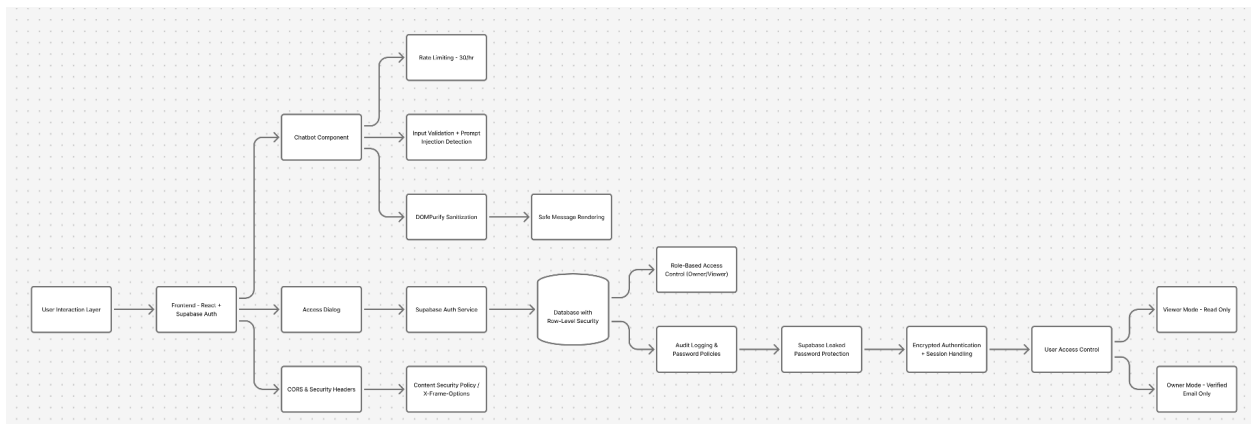 Rate Limiting - 30/hr
Chatbot Component
Input Validation + Prompt
Injection Detection
DOMPurify Sanitization
Safe Message Rendering
User Interaction Layer
Frontend - React +
Supabase Auth
Access Dialog
Supabase Auth Service
Database with
Row-Level Security
Role-Based Access
Control (Owner/Viewer)
Audit Logging &
Password Policies
Supabase Leaked
Password Protection
Encrypted Authentication
+ Session Handling
User Access Control
Viewer Mode - Read Only
Owner Mode - Verified
Email Only
CORS & Security Headers
Content Security Policy /
X-Frame-Options